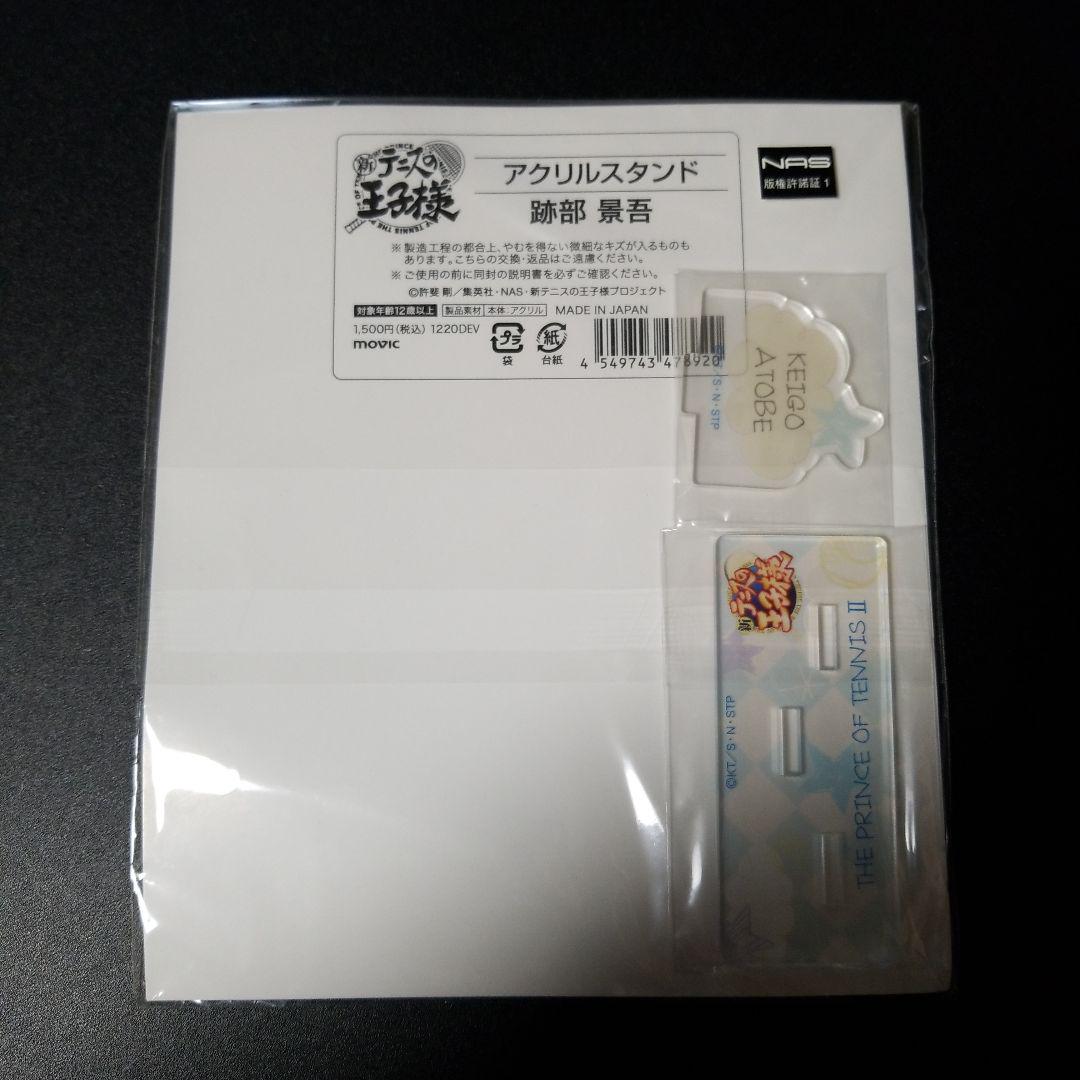 新テニスの
王子様
アクリルスタンド
跡部 景吾
※製造工程の都合上、やむを得ない微細なキズが入るものも
あります。こちらの交換・返品はご遠慮ください。
※ご使用の前に同封の説明書を必ずご確認ください。
©許斐 剛／集英社・NAS・新テニスの王子様プロジェクト
対象年齢12歳以上 製品素材 本体:アクリル MADE IN JAPAN
1,500円(税込) 1220DEV
movic
プラ
袋
紙
台紙
4 549743 478920
NAS
版権許諾証 1
KEIGO
ATOBE
／S・N・STP
新テニスの
王子様
©KT／S・N・STP
THE PRINCE OF TENNIS II